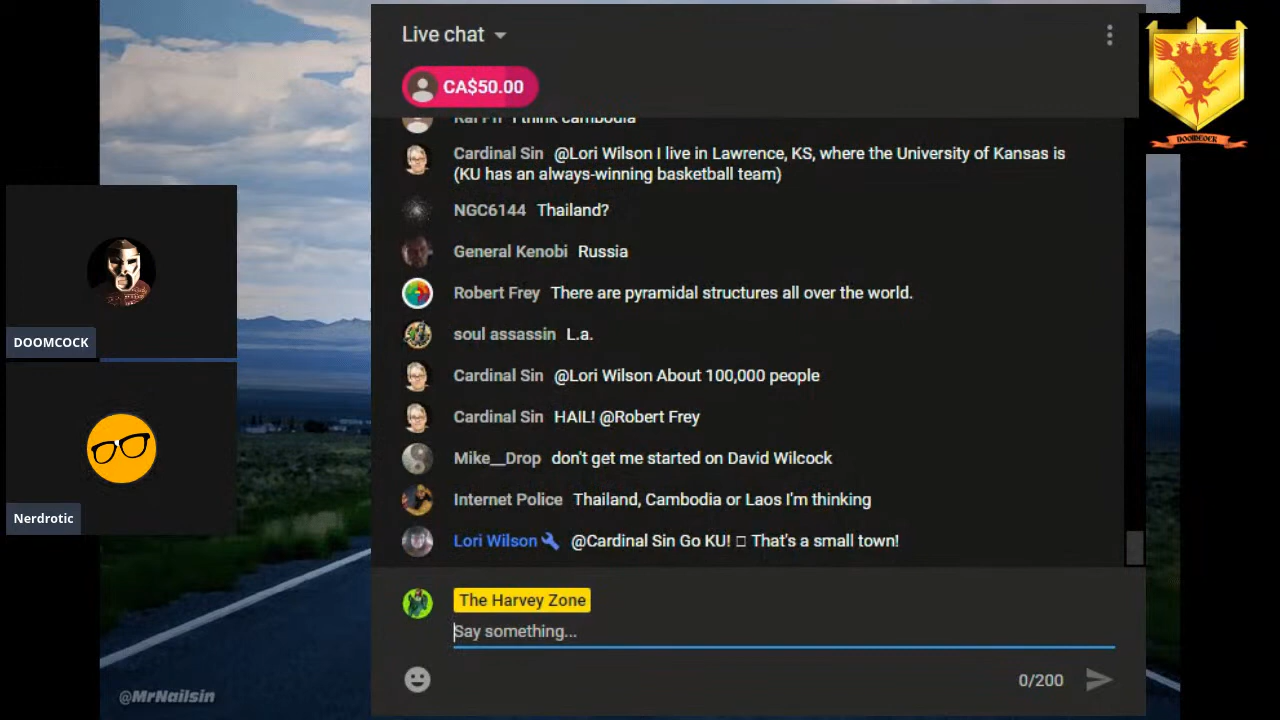 Live chat
CA$50.00
I think cambodia
Cardinal Sin @Lori Wilson I live in Lawrence, KS, where the University of Kansas is
(KU has an always-winning basketball team)
NGC6144 Thailand?
General Kenobi Russia
Robert Frey There are pyramidal structures all over the world.
soul assassin L.a.
Cardinal Sin @Lori Wilson About 100,000 people
Cardinal Sin HAIL! @Robert Frey
Mike__Drop don't get me started on David Wilcock
Internet Police Thailand, Cambodia or Laos I'm thinking
Lori Wilson @Cardinal Sin Go KU! □ That's a small town!
The Harvey Zone
Say something...
0/200
DOOMCOCK
Nerdrotic
DOOMCOCK
@MrNailsin